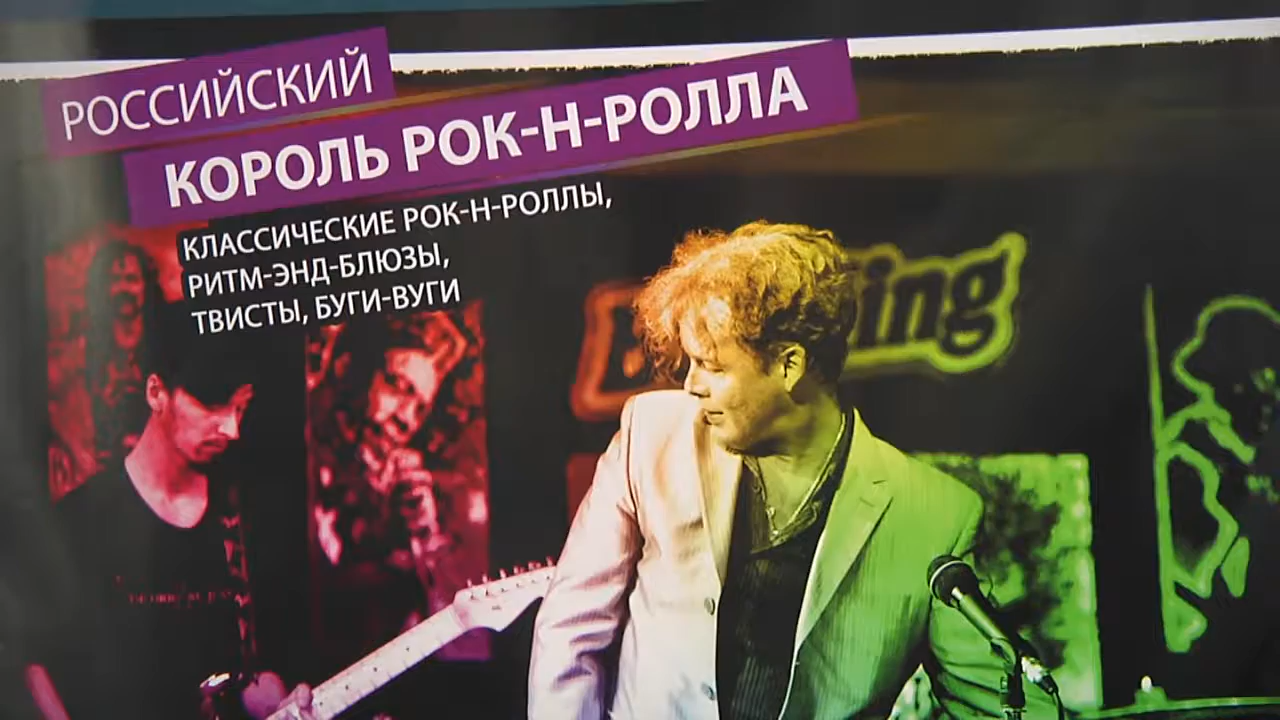 РОССИЙСКИЙ
КОРОЛЬ РОК-Н-РОЛЛА
КЛАССИЧЕСКИЕ РОК-Н-РОЛЛЫ,
РИТМ-ЭНД-БЛЮЗЫ,
ТВИСТЫ, БУГИ-ВУГИ